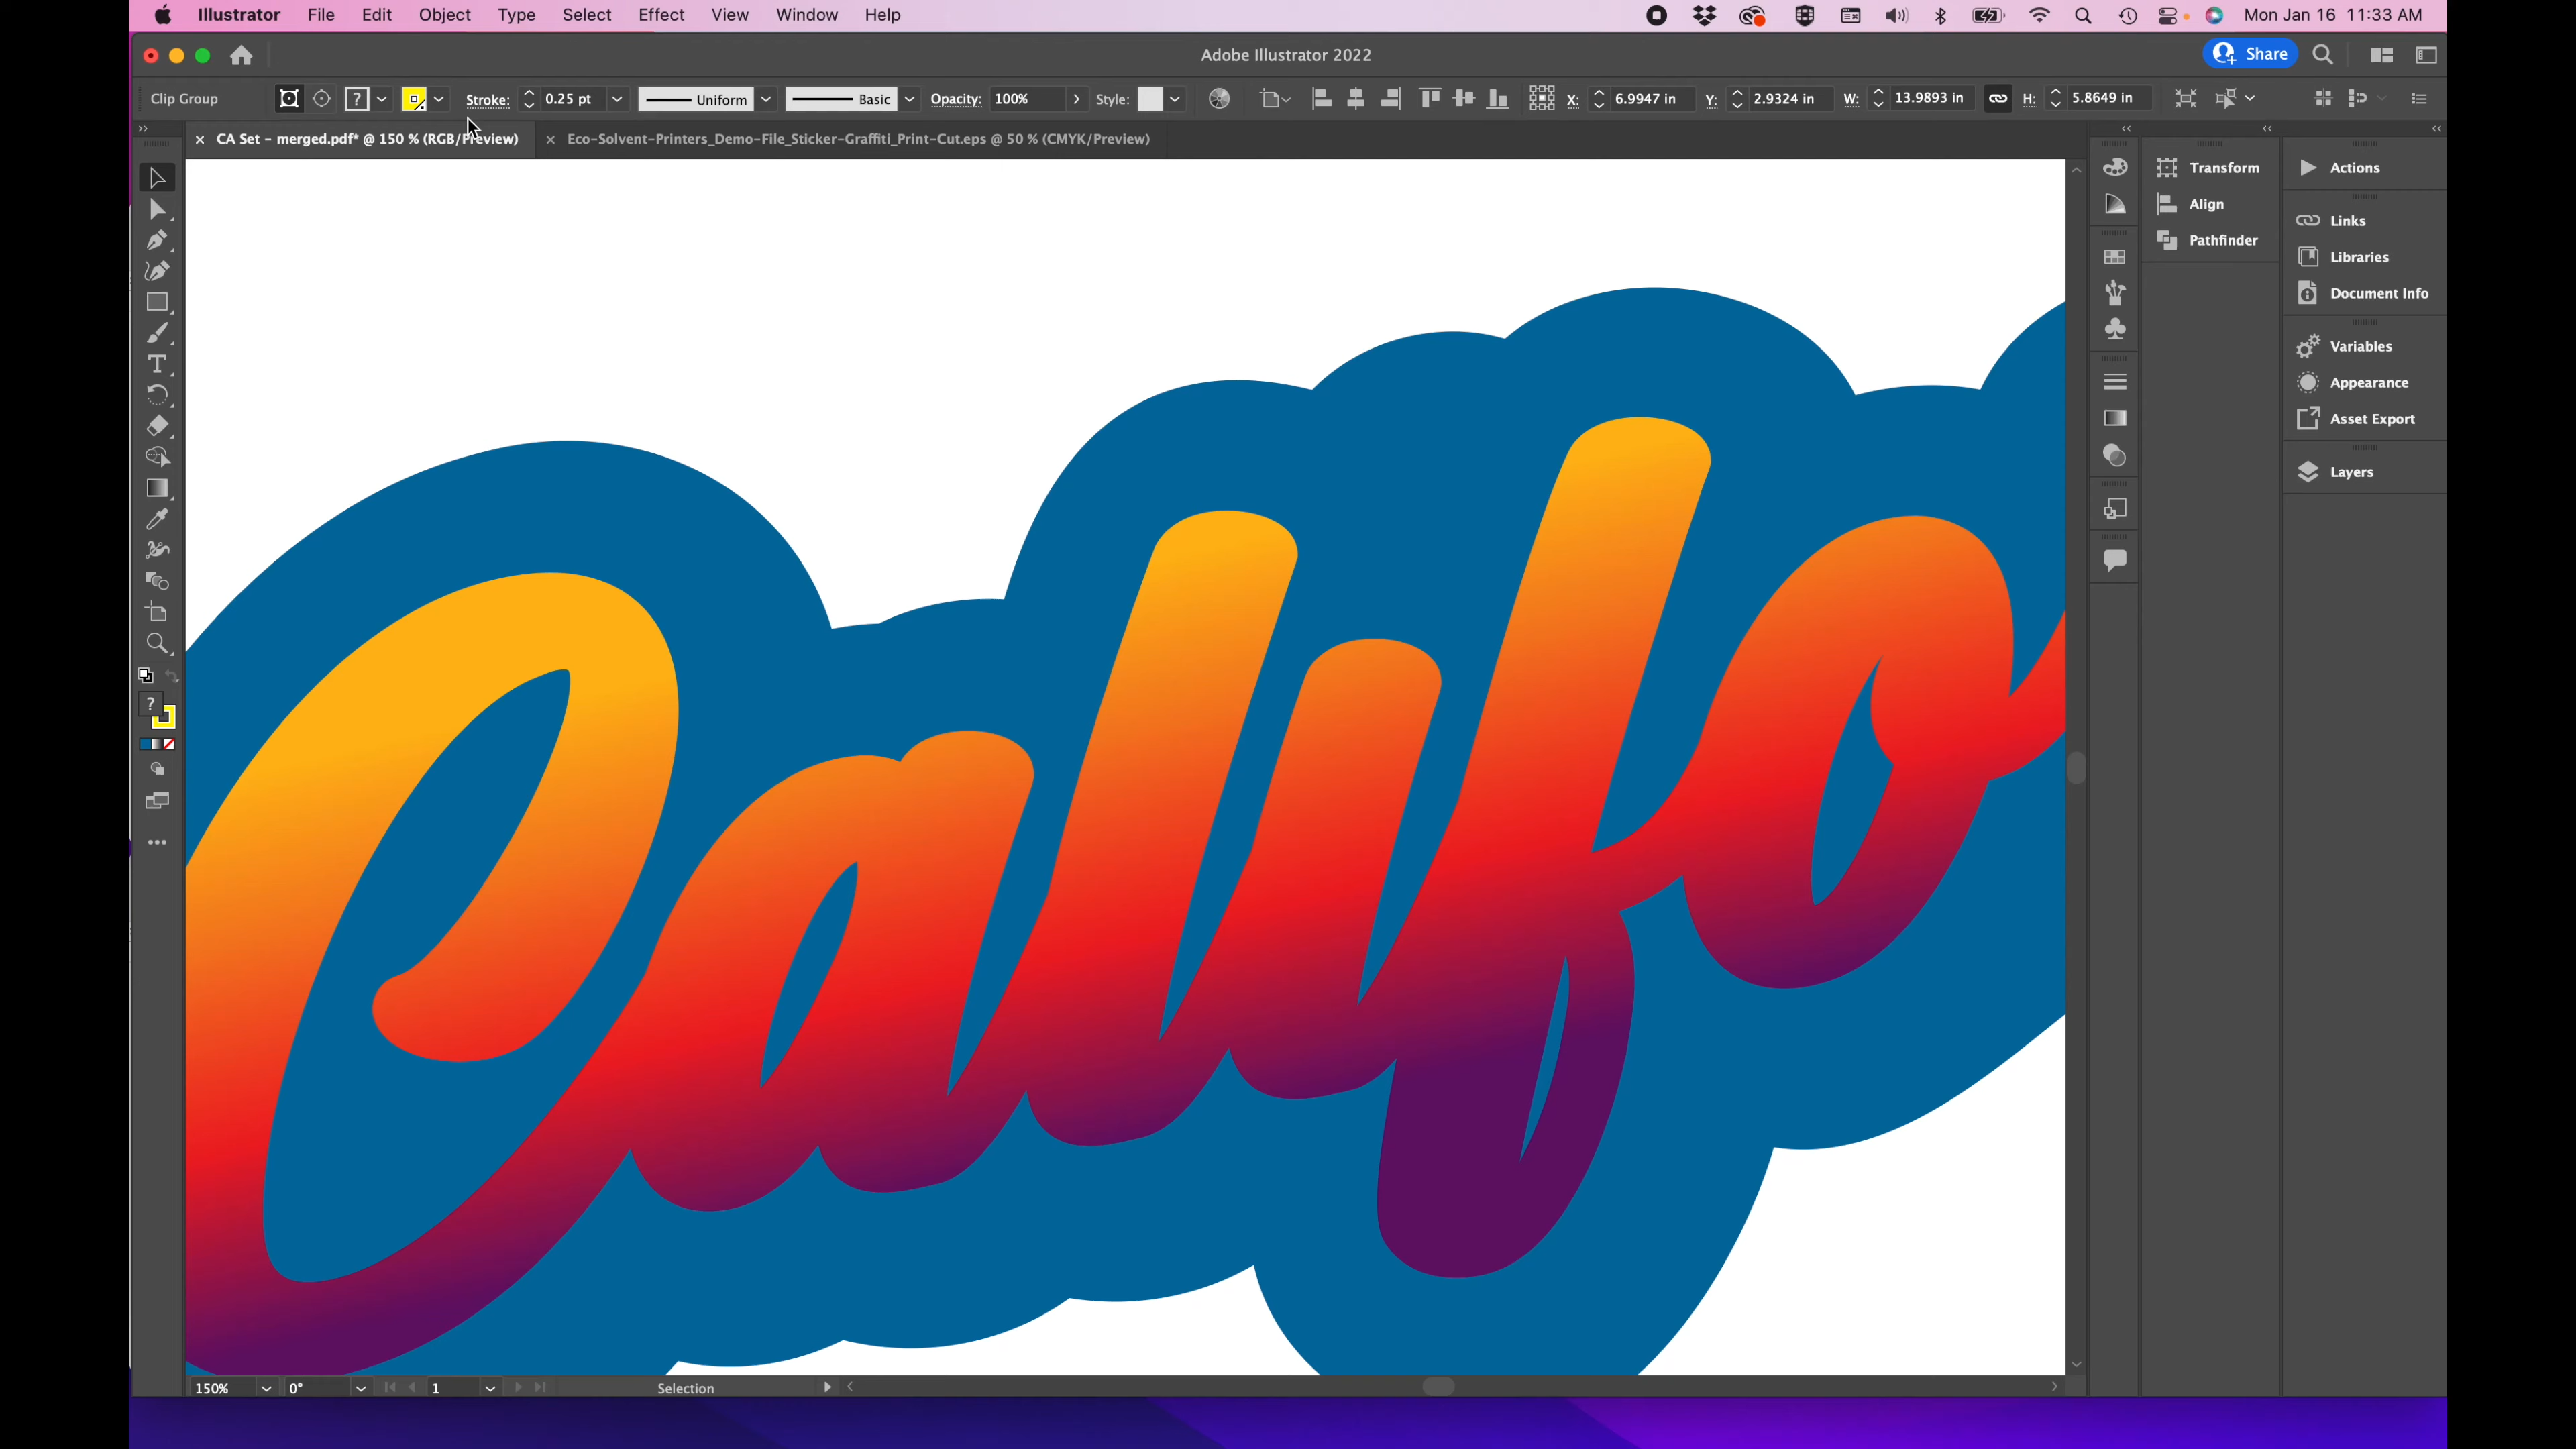 Illustrator File Edit Object Type Select Effect View Window Help Mon Jan 16 11:33 AM
Adobe Illustrator 2022 Share
Clip Group ? Stroke: 0.25 pt Uniform Basic Opacity: 100% Style: X: 6.9947 in Y: 2.9324 in W: 13.9893 in H: 5.8649 in
CA Set - merged.pdf* @ 150 % (RGB/Preview) Eco-Solvent-Printers_Demo-File_Sticker-Graffiti_Print-Cut.eps @ 50 % (CMYK/Preview)
Transform
Align
Pathfinder
Actions
Links
Libraries
Document Info
Variables
Appearance
Asset Export
Layers
Califo
?
150% 0° 1 Selection